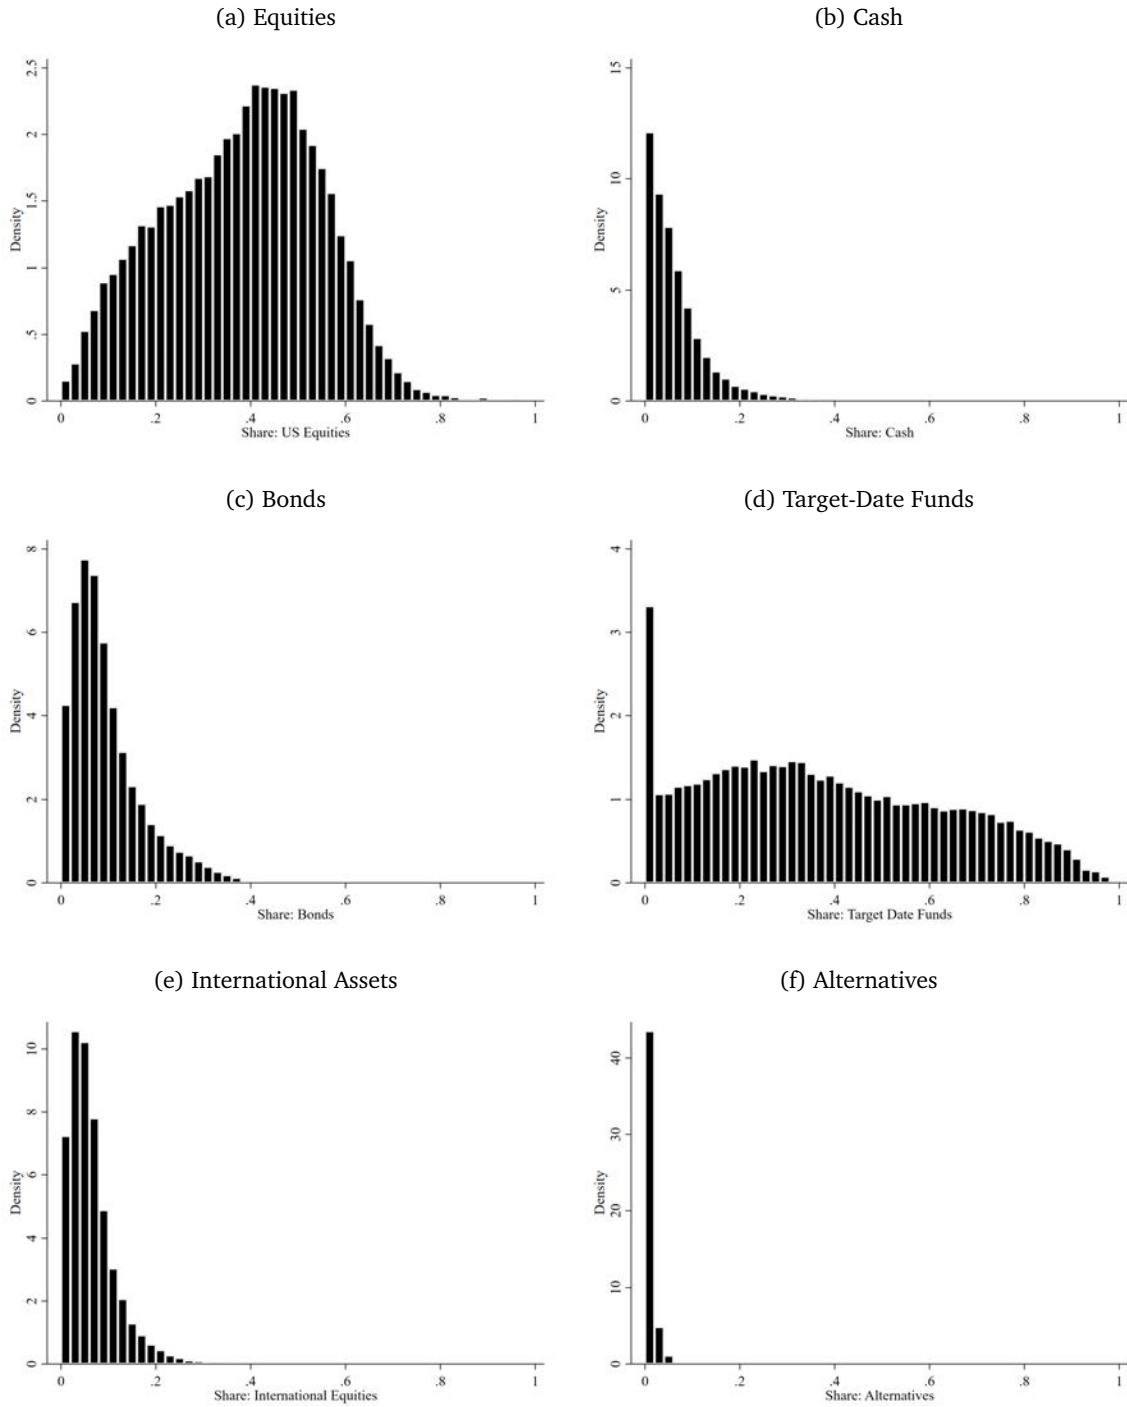 (a) Equities
Density
0
.5
1
1.5
2
2.5
0 .2 .4 .6 .8 1
Share: US Equities
(b) Cash
Density
0
5
10
15
0 .2 .4 .6 .8 1
Share: Cash
(c) Bonds
Density
0
2
4
6
8
0 .2 .4 .6 .8 1
Share: Bonds
(d) Target-Date Funds
Density
0
1
2
3
4
0 .2 .4 .6 .8 1
Share: Target Date Funds
(e) International Assets
Density
0
2
4
6
8
10
0 .2 .4 .6 .8 1
Share: International Equities
(f) Alternatives
Density
0
10
20
30
40
0 .2 .4 .6 .8 1
Share: Alternatives